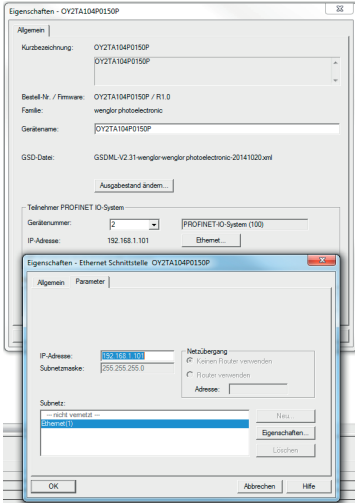 Eigenschaften - OY2TA104P0150P
Allgemein
Kurzbezeichnung: OY2TA104P0150P
OY2TA104P0150P
Bestell-Nr. / Firmware: OY2TA104P0150P / R1.0
Familie: wenglor photoelectronic
Gerätename: OY2TA104P0150P
GSD-Datei: GSDML-V2.31-wenglor-wenglor photoelectronic-20141020.xml
Ausgabestand ändern...
Teilnehmer PROFINET IO-System
Gerätenummer: 2 PROFINET-IO-System (100)
IP-Adresse: 192.168.1.101 Ethernet...
Eigenschaften - Ethernet Schnittstelle OY2TA104P0150P
Allgemein Parameter
Netzübergang
IP-Adresse: 192.168.1.101 Keinen Router verwenden
Subnetzmaske: 255.255.255.0
Router verwenden
Adresse:
Subnetz:
--- nicht vernetzt --- Neu...
Ethernet(1)
Eigenschaften...
Löschen
OK Abbrechen Hilfe